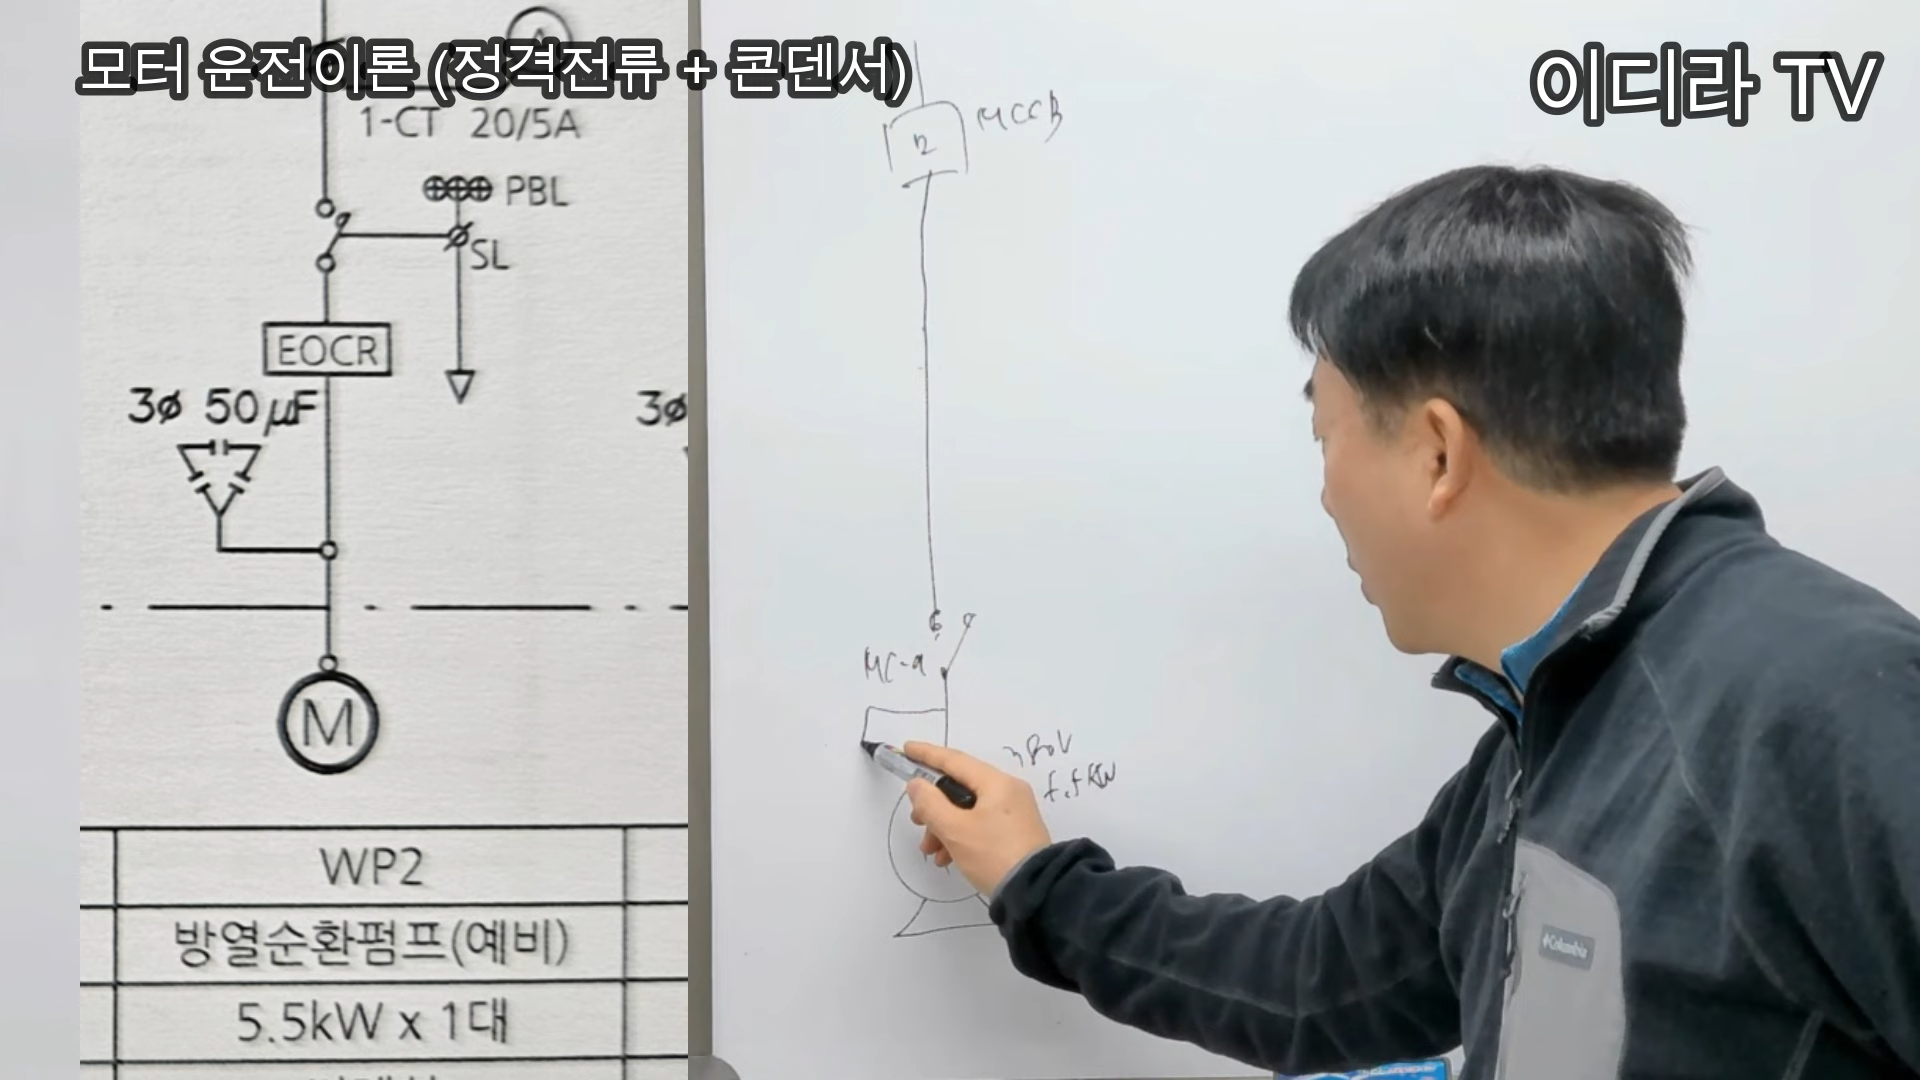 모터 운전이론 (정격전류 + 콘덴서)
이디라 TV
A
1-CT 20/5A
PBL
SL
EOCR
3ø 50㎌
3ø
M
WP2
방열순환펌프(예비)
5.5kW x 1대
MCCB
MC-a
380V
5.5KW
Columbia